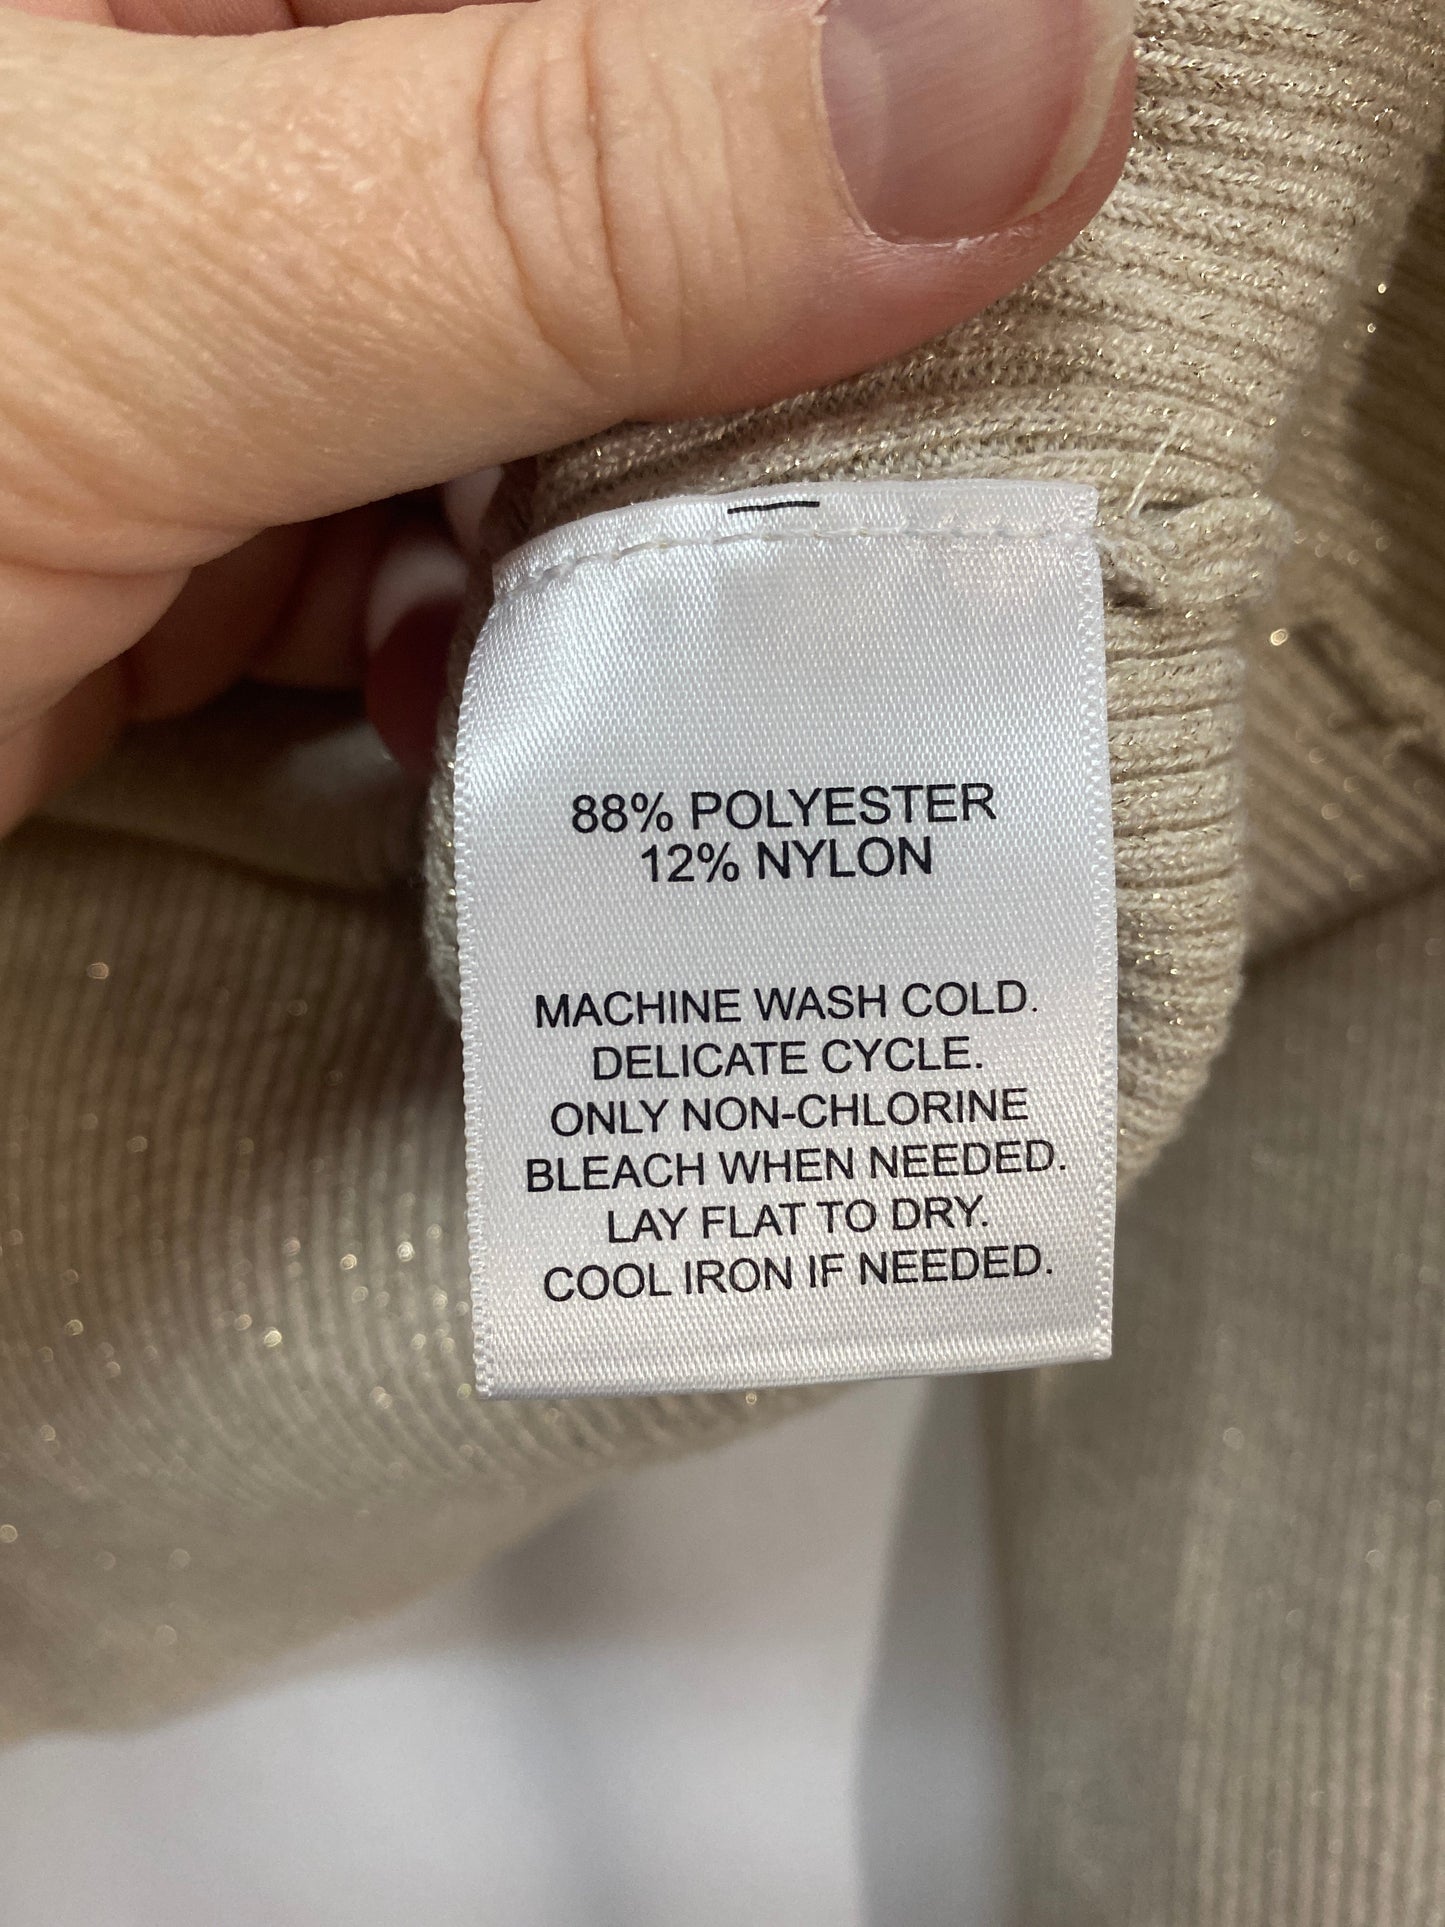 88% POLYESTER
12% NYLON
MACHINE WASH COLD.
DELICATE CYCLE.
ONLY NON-CHLORINE
BLEACH WHEN NEEDED.
LAY FLAT TO DRY.
COOL IRON IF NEEDED.